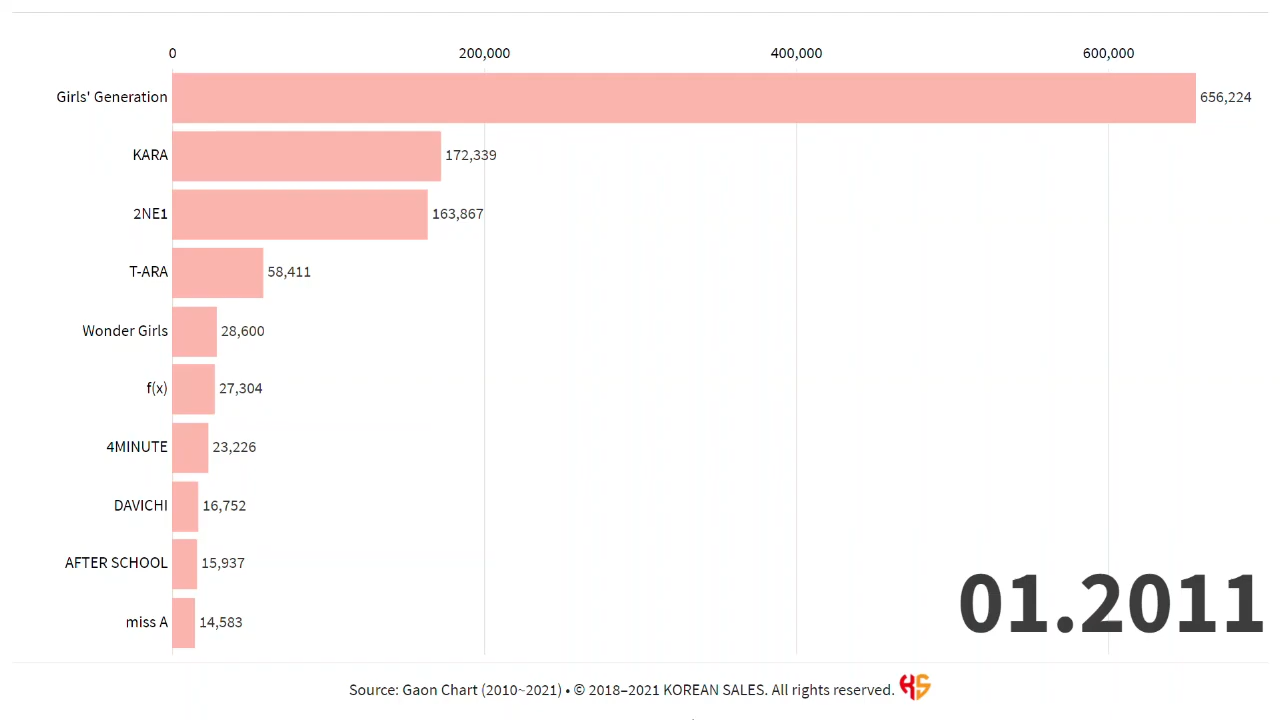 0 200,000 400,000 600,000
Girls' Generation 656,224
KARA 172,339
2NE1 163,867
T-ARA 58,411
Wonder Girls 28,600
f(x) 27,304
4MINUTE 23,226
DAVICHI 16,752
AFTER SCHOOL 15,937
miss A 14,583
01.2011
Source: Gaon Chart (2010~2021) • © 2018–2021 KOREAN SALES. All rights reserved. KS